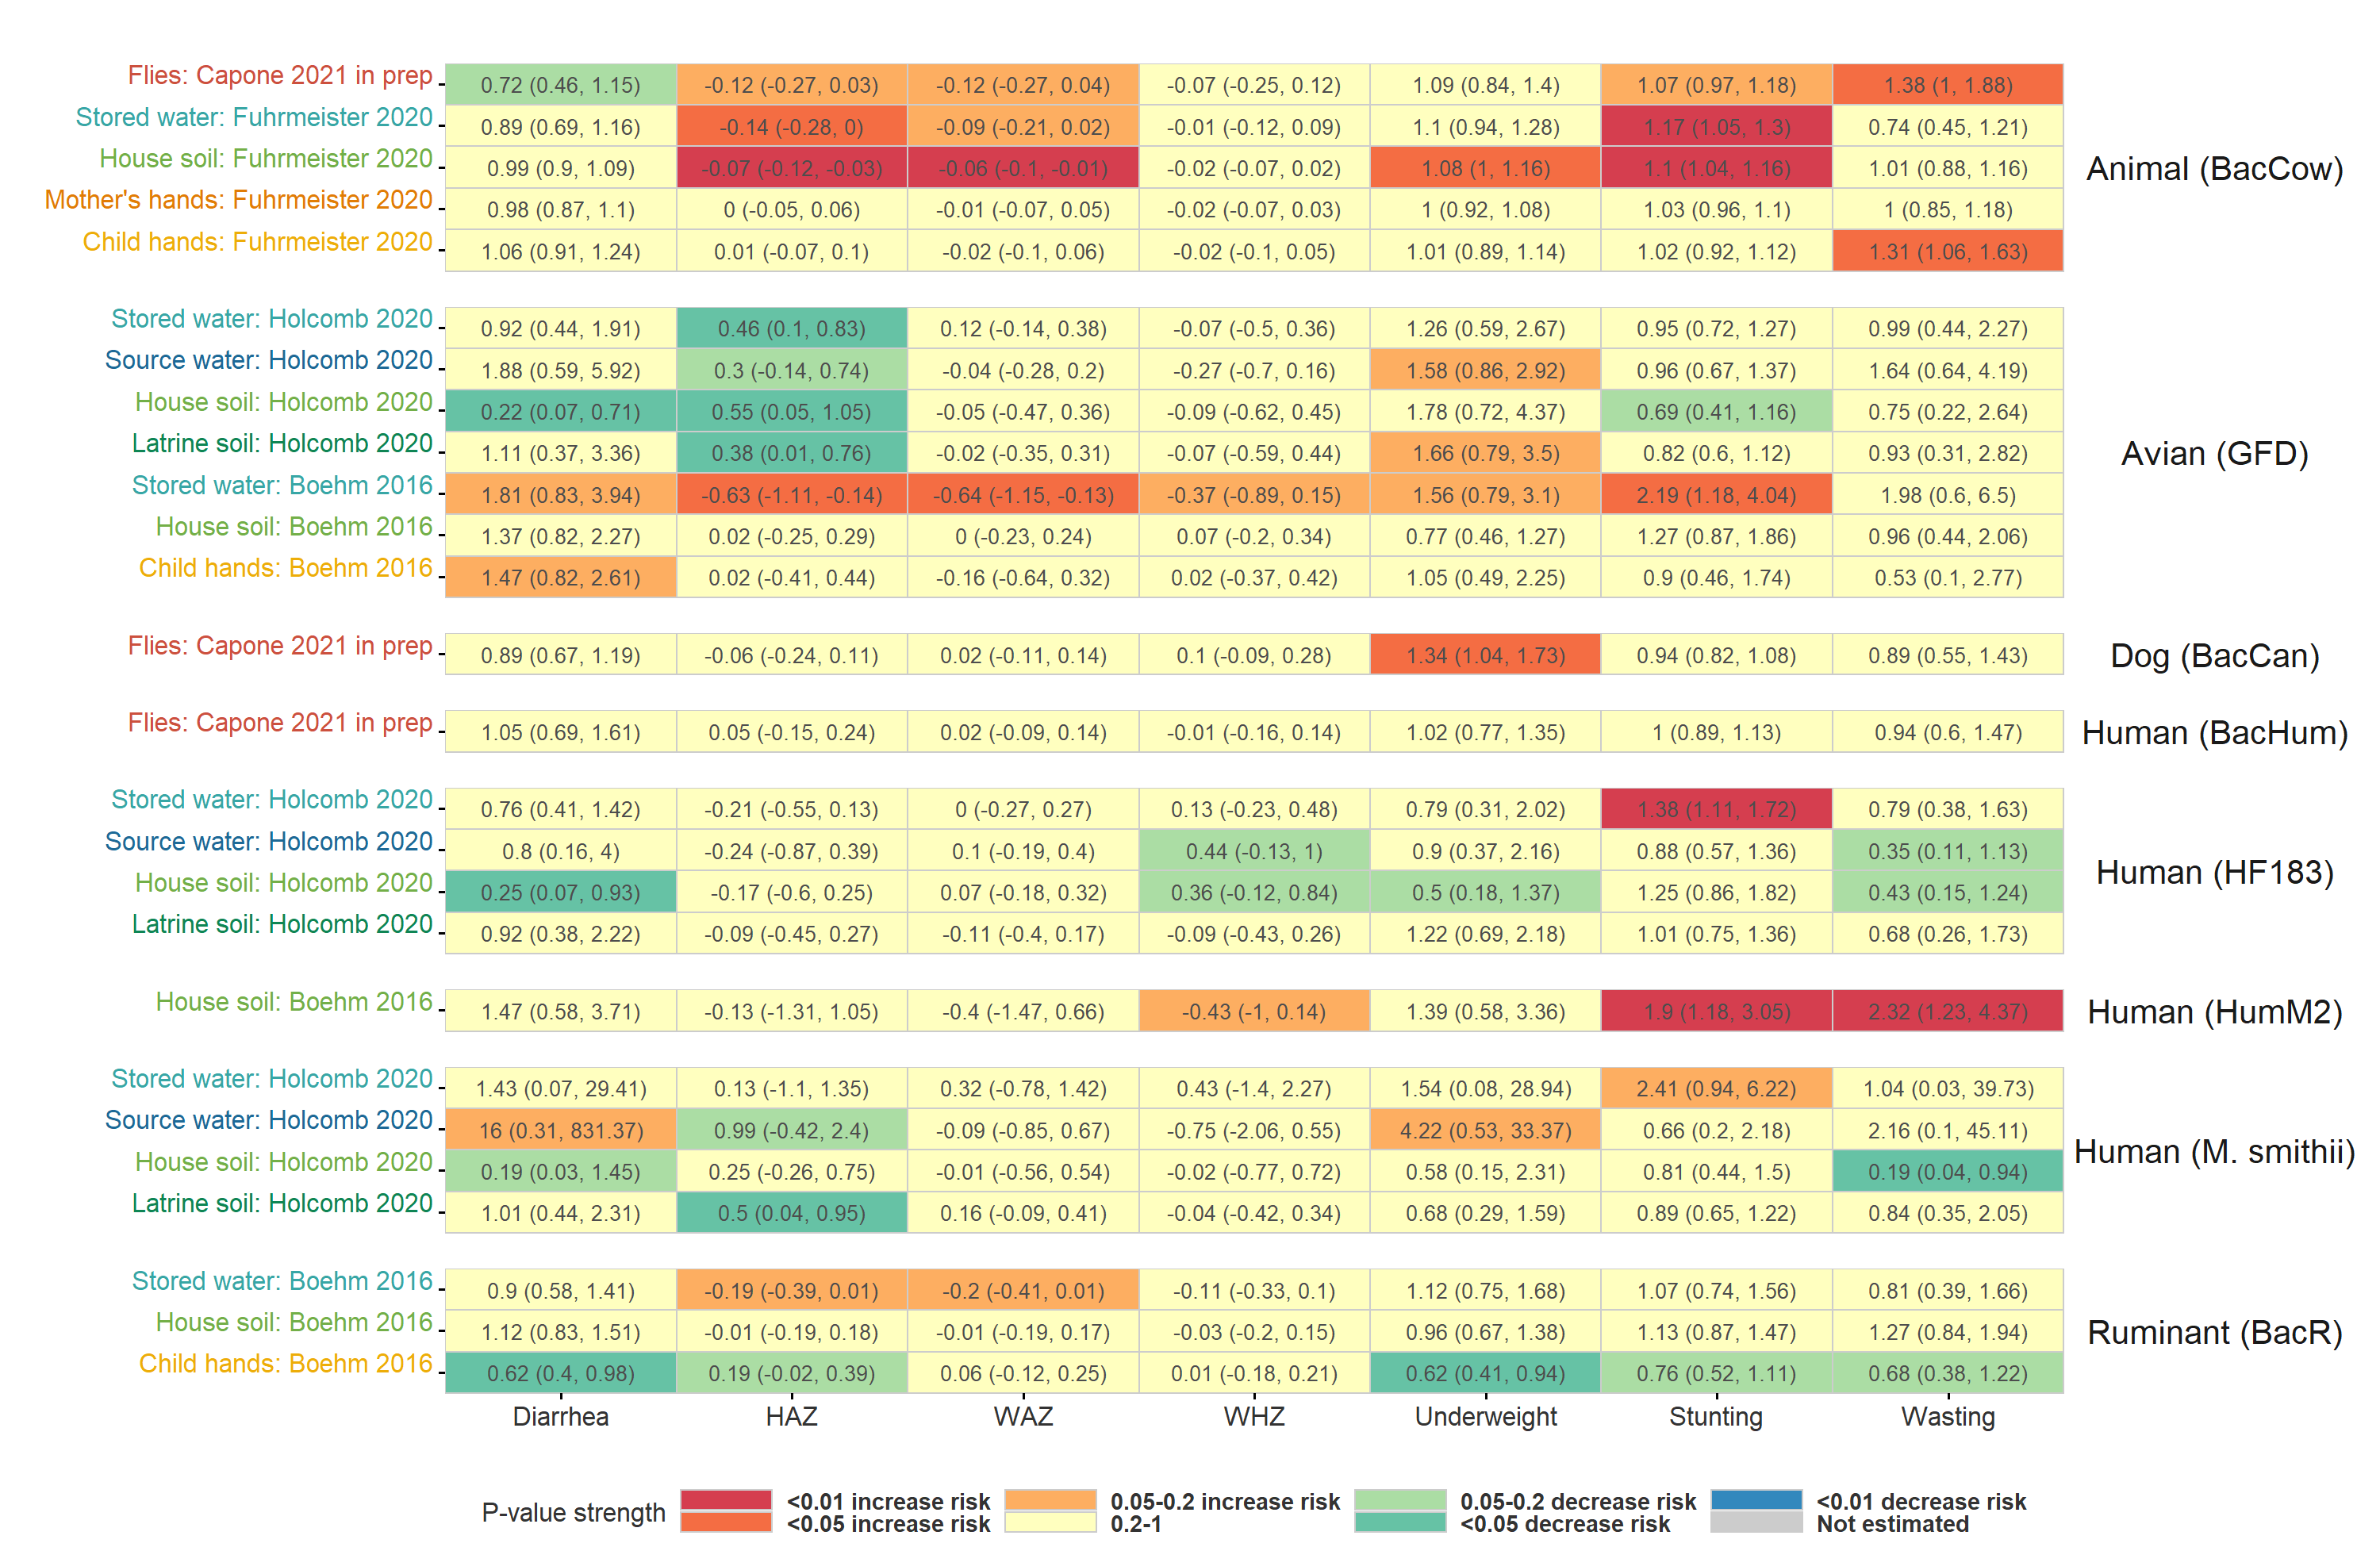 Flies: Capone 2021 in prep 0.72 (0.46, 1.15) -0.12 (-0.27, 0.03) -0.12 (-0.27, 0.04) -0.07 (-0.25, 0.12) 1.09 (0.84, 1.4) 1.07 (0.97, 1.18) 1.38 (1, 1.88)
Stored water: Fuhrmeister 2020 0.89 (0.69, 1.16) -0.14 (-0.28, 0) -0.09 (-0.21, 0.02) -0.01 (-0.12, 0.09) 1.1 (0.94, 1.28) 1.17 (1.05, 1.3) 0.74 (0.45, 1.21)
House soil: Fuhrmeister 2020 0.99 (0.9, 1.09) -0.07 (-0.12, -0.03) -0.06 (-0.1, -0.01) -0.02 (-0.07, 0.02) 1.08 (1, 1.16) 1.1 (1.04, 1.16) 1.01 (0.88, 1.16)
Animal (BacCow)
Mother's hands: Fuhrmeister 2020 0.98 (0.87, 1.1) 0 (-0.05, 0.06) -0.01 (-0.07, 0.05) -0.02 (-0.07, 0.03) 1 (0.92, 1.08) 1.03 (0.96, 1.1) 1 (0.85, 1.18)
Child hands: Fuhrmeister 2020 1.06 (0.91, 1.24) 0.01 (-0.07, 0.1) -0.02 (-0.1, 0.06) -0.02 (-0.1, 0.05) 1.01 (0.89, 1.14) 1.02 (0.92, 1.12) 1.31 (1.06, 1.63)
Stored water: Holcomb 2020 0.92 (0.44, 1.91) 0.46 (0.1, 0.83) 0.12 (-0.14, 0.38) -0.07 (-0.5, 0.36) 1.26 (0.59, 2.67) 0.95 (0.72, 1.27) 0.99 (0.44, 2.27)
Source water: Holcomb 2020 1.88 (0.59, 5.92) 0.3 (-0.14, 0.74) -0.04 (-0.28, 0.2) -0.27 (-0.7, 0.16) 1.58 (0.86, 2.92) 0.96 (0.67, 1.37) 1.64 (0.64, 4.19)
House soil: Holcomb 2020 0.22 (0.07, 0.71) 0.55 (0.05, 1.05) -0.05 (-0.47, 0.36) -0.09 (-0.62, 0.45) 1.78 (0.72, 4.37) 0.69 (0.41, 1.16) 0.75 (0.22, 2.64)
Latrine soil: Holcomb 2020 1.11 (0.37, 3.36) 0.38 (0.01, 0.76) -0.02 (-0.35, 0.31) -0.07 (-0.59, 0.44) 1.66 (0.79, 3.5) 0.82 (0.6, 1.12) 0.93 (0.31, 2.82)
Avian (GFD)
Stored water: Boehm 2016 1.81 (0.83, 3.94) -0.63 (-1.11, -0.14) -0.64 (-1.15, -0.13) -0.37 (-0.89, 0.15) 1.56 (0.79, 3.1) 2.19 (1.18, 4.04) 1.98 (0.6, 6.5)
House soil: Boehm 2016 1.37 (0.82, 2.27) 0.02 (-0.25, 0.29) 0 (-0.23, 0.24) 0.07 (-0.2, 0.34) 0.77 (0.46, 1.27) 1.27 (0.87, 1.86) 0.96 (0.44, 2.06)
Child hands: Boehm 2016 1.47 (0.82, 2.61) 0.02 (-0.41, 0.44) -0.16 (-0.64, 0.32) 0.02 (-0.37, 0.42) 1.05 (0.49, 2.25) 0.9 (0.46, 1.74) 0.53 (0.1, 2.77)
Flies: Capone 2021 in prep 0.89 (0.67, 1.19) -0.06 (-0.24, 0.11) 0.02 (-0.11, 0.14) 0.1 (-0.09, 0.28) 1.34 (1.04, 1.73) 0.94 (0.82, 1.08) 0.89 (0.55, 1.43) Dog (BacCan)
Flies: Capone 2021 in prep 1.05 (0.69, 1.61) 0.05 (-0.15, 0.24) 0.02 (-0.09, 0.14) -0.01 (-0.16, 0.14) 1.02 (0.77, 1.35) 1 (0.89, 1.13) 0.94 (0.6, 1.47) Human (BacHum)
Stored water: Holcomb 2020 0.76 (0.41, 1.42) -0.21 (-0.55, 0.13) 0 (-0.27, 0.27) 0.13 (-0.23, 0.48) 0.79 (0.31, 2.02) 1.38 (1.11, 1.72) 0.79 (0.38, 1.63)
Source water: Holcomb 2020 0.8 (0.16, 4) -0.24 (-0.87, 0.39) 0.1 (-0.19, 0.4) 0.44 (-0.13, 1) 0.9 (0.37, 2.16) 0.88 (0.57, 1.36) 0.35 (0.11, 1.13)
Human (HF183)
House soil: Holcomb 2020 0.25 (0.07, 0.93) -0.17 (-0.6, 0.25) 0.07 (-0.18, 0.32) 0.36 (-0.12, 0.84) 0.5 (0.18, 1.37) 1.25 (0.86, 1.82) 0.43 (0.15, 1.24)
Latrine soil: Holcomb 2020 0.92 (0.38, 2.22) -0.09 (-0.45, 0.27) -0.11 (-0.4, 0.17) -0.09 (-0.43, 0.26) 1.22 (0.69, 2.18) 1.01 (0.75, 1.36) 0.68 (0.26, 1.73)
House soil: Boehm 2016 1.47 (0.58, 3.71) -0.13 (-1.31, 1.05) -0.4 (-1.47, 0.66) -0.43 (-1, 0.14) 1.39 (0.58, 3.36) 1.9 (1.18, 3.05) 2.32 (1.23, 4.37) Human (HumM2)
Stored water: Holcomb 2020 1.43 (0.07, 29.41) 0.13 (-1.1, 1.35) 0.32 (-0.78, 1.42) 0.43 (-1.4, 2.27) 1.54 (0.08, 28.94) 2.41 (0.94, 6.22) 1.04 (0.03, 39.73)
Source water: Holcomb 2020 16 (0.31, 831.37) 0.99 (-0.42, 2.4) -0.09 (-0.85, 0.67) -0.75 (-2.06, 0.55) 4.22 (0.53, 33.37) 0.66 (0.2, 2.18) 2.16 (0.1, 45.11)
Human (M. smithii)
House soil: Holcomb 2020 0.19 (0.03, 1.45) 0.25 (-0.26, 0.75) -0.01 (-0.56, 0.54) -0.02 (-0.77, 0.72) 0.58 (0.15, 2.31) 0.81 (0.44, 1.5) 0.19 (0.04, 0.94)
Latrine soil: Holcomb 2020 1.01 (0.44, 2.31) 0.5 (0.04, 0.95) 0.16 (-0.09, 0.41) -0.04 (-0.42, 0.34) 0.68 (0.29, 1.59) 0.89 (0.65, 1.22) 0.84 (0.35, 2.05)
Stored water: Boehm 2016 0.9 (0.58, 1.41) -0.19 (-0.39, 0.01) -0.2 (-0.41, 0.01) -0.11 (-0.33, 0.1) 1.12 (0.75, 1.68) 1.07 (0.74, 1.56) 0.81 (0.39, 1.66)
House soil: Boehm 2016 1.12 (0.83, 1.51) -0.01 (-0.19, 0.18) -0.01 (-0.19, 0.17) -0.03 (-0.2, 0.15) 0.96 (0.67, 1.38) 1.13 (0.87, 1.47) 1.27 (0.84, 1.94) Ruminant (BacR)
Child hands: Boehm 2016 0.62 (0.4, 0.98) 0.19 (-0.02, 0.39) 0.06 (-0.12, 0.25) 0.01 (-0.18, 0.21) 0.62 (0.41, 0.94) 0.76 (0.52, 1.11) 0.68 (0.38, 1.22)
Diarrhea HAZ WAZ WHZ Underweight Stunting Wasting
P-value strength
<0.01 increase risk 0.05-0.2 increase risk 0.05-0.2 decrease risk <0.01 decrease risk
<0.05 increase risk 0.2-1 <0.05 decrease risk Not estimated